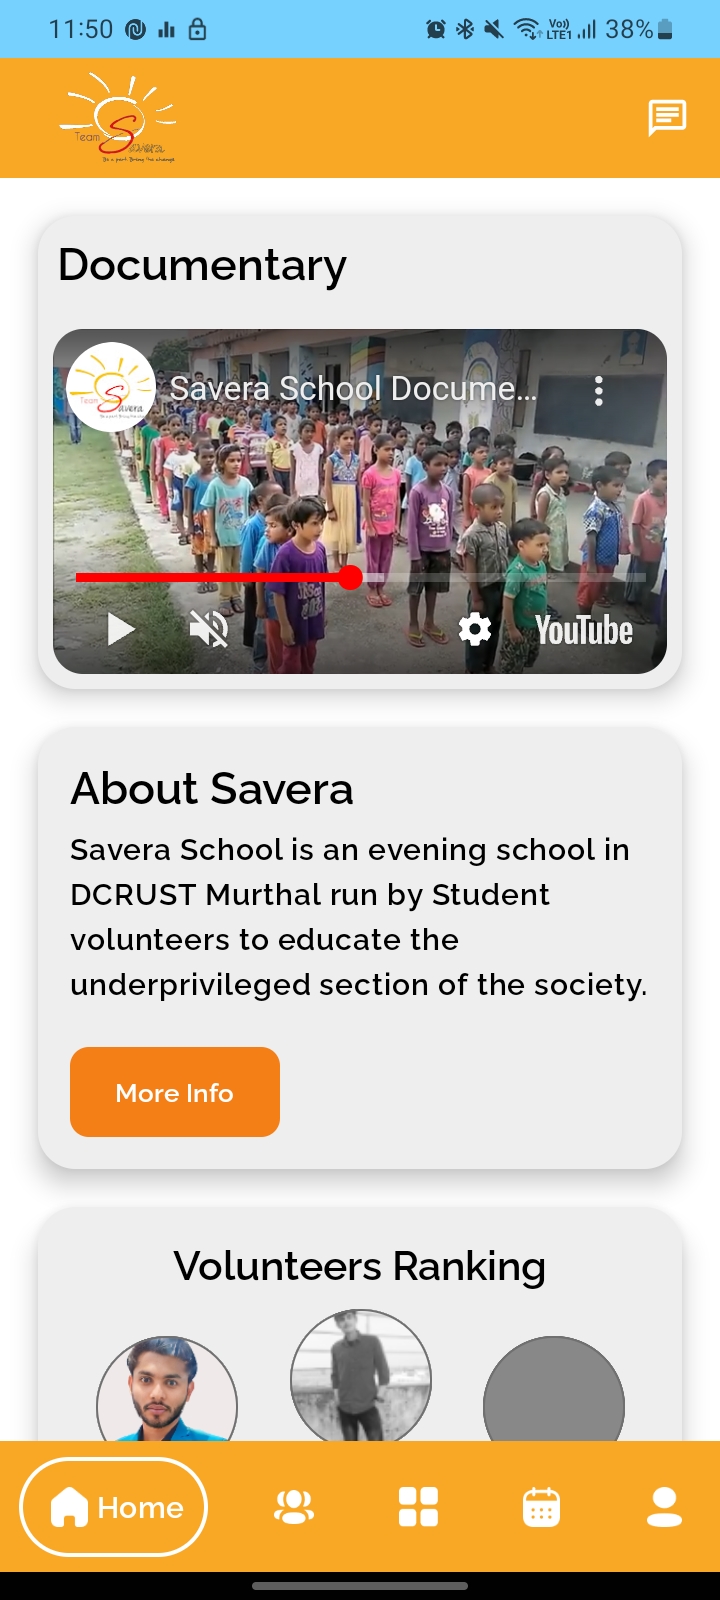 11:50
Vo))
LTE1
38%
Team Savera
Be a part Bring the change
Documentary
Team Savera
Savera School Docume...
YouTube
About Savera
Savera School is an evening school in
DCRUST Murthal run by Student
volunteers to educate the
underprivileged section of the society.
More Info
Volunteers Ranking
Home